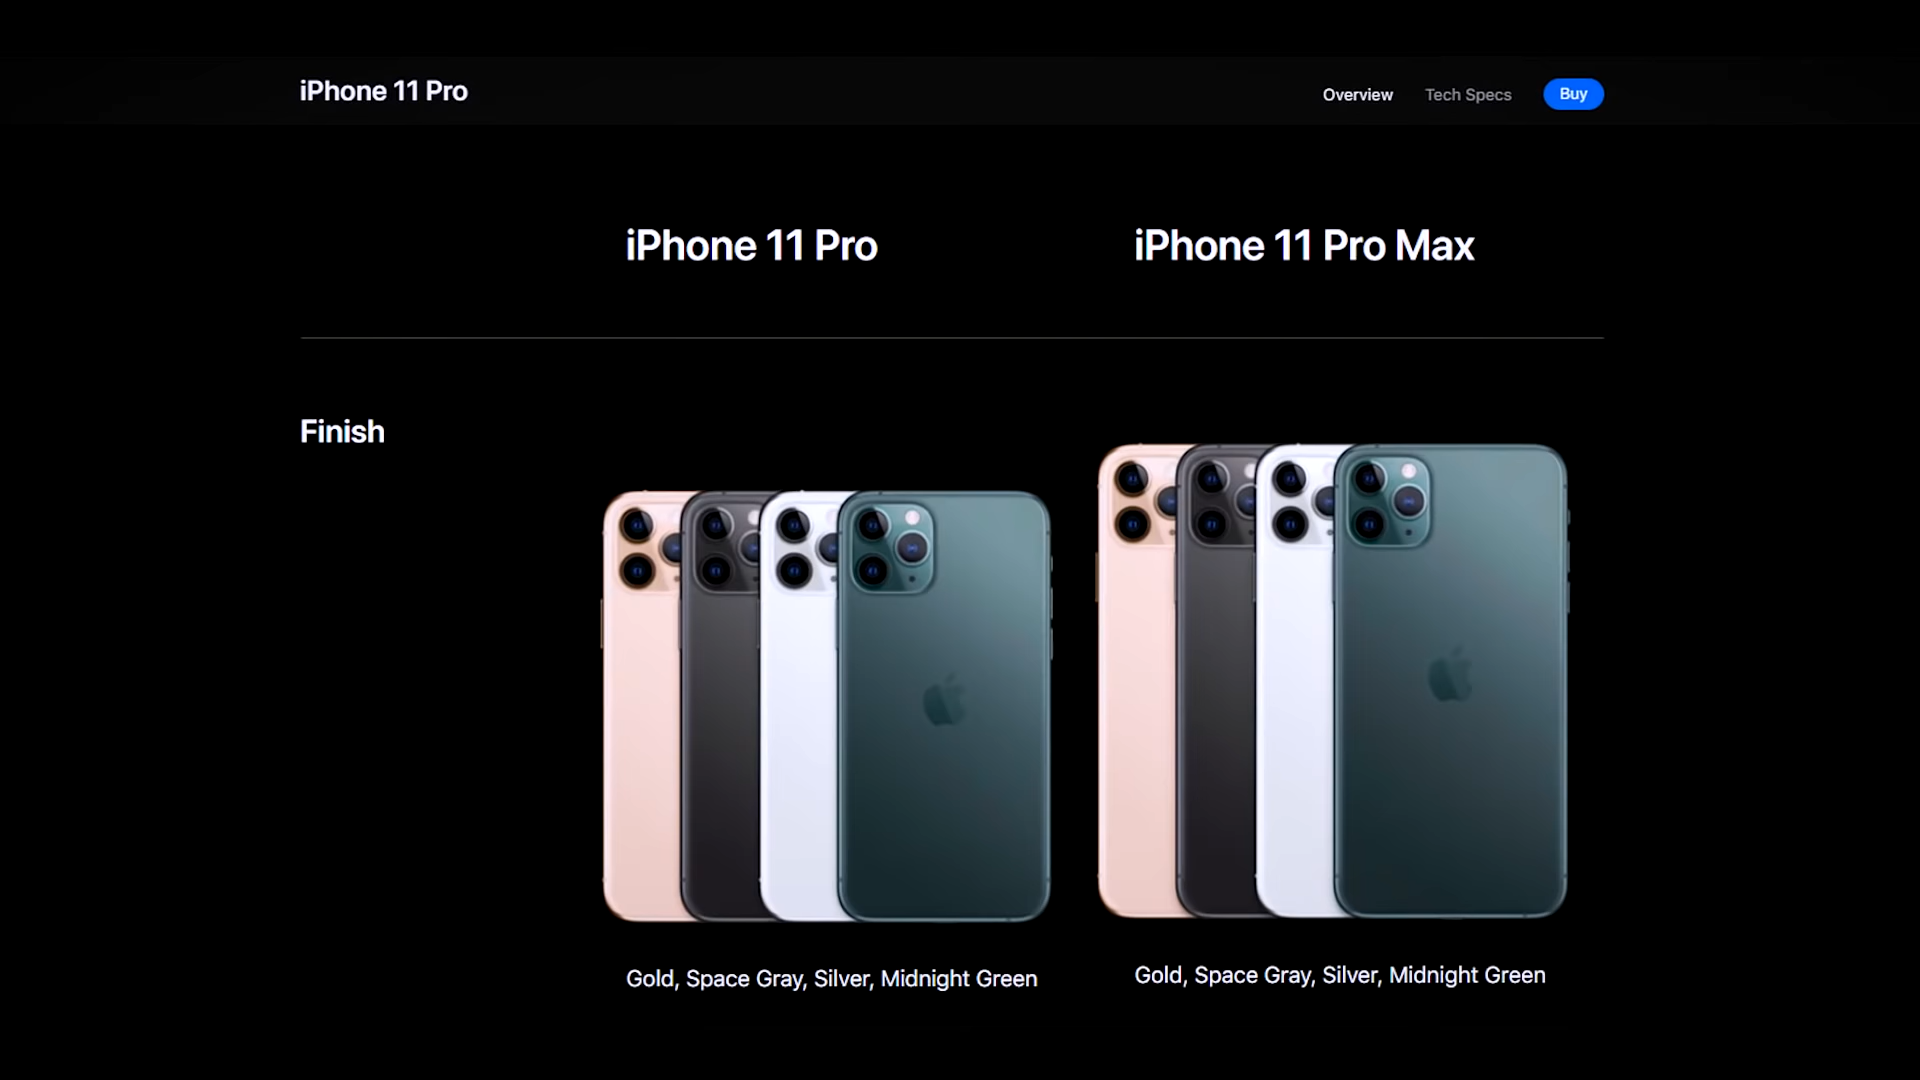 iPhone 11 Pro
Overview
Tech Specs
Buy
iPhone 11 Pro
iPhone 11 Pro Max
Finish
Gold, Space Gray, Silver, Midnight Green
Gold, Space Gray, Silver, Midnight Green